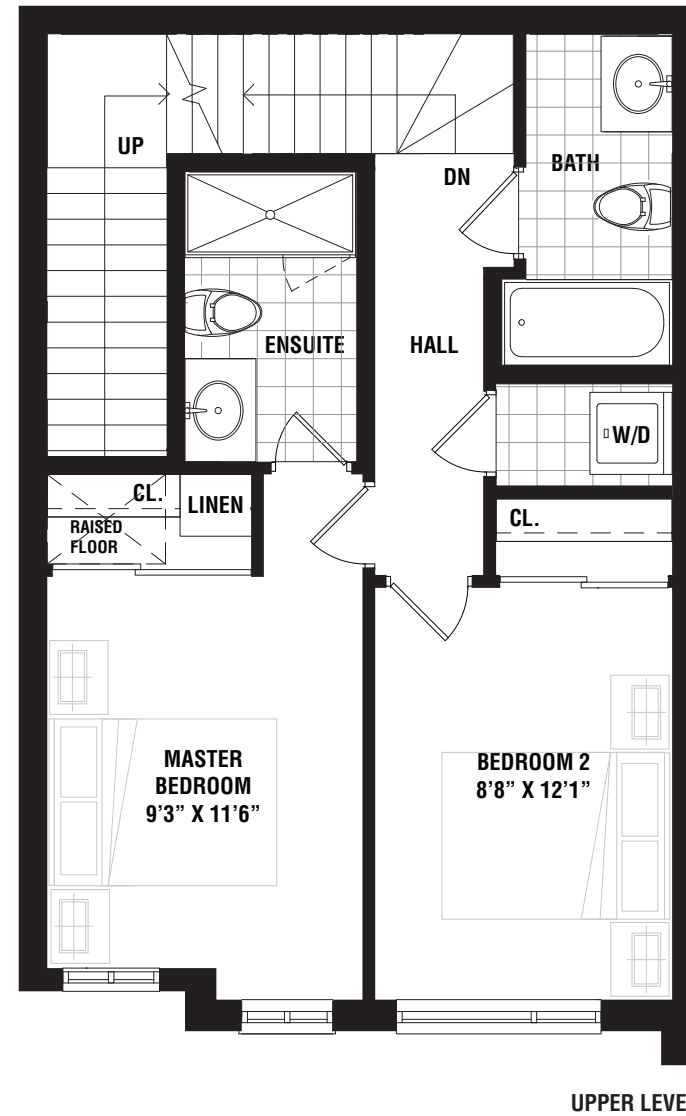 UP
DN
BATH
ENSUITE
HALL
W/D
CL.
LINEN
RAISED
FLOOR
CL.
MASTER
BEDROOM
9’3” X 11’6”
BEDROOM 2
8’8” X 12’1”
UPPER LEVE